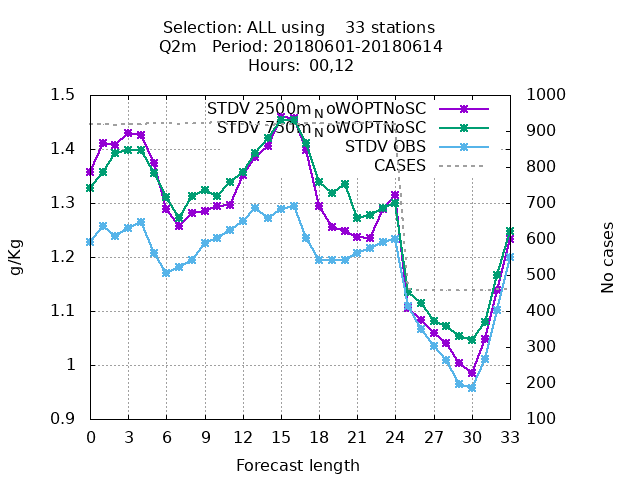 Selection: ALL using 33 stations
Q2m Period: 20180601-20180614
Hours: 00,12
STDV 2500m_NoWOPTNoSC
STDV 750m_NoWOPTNoSC
STDV OBS
CASES
1.5
1.4
1.3
1.2
1.1
1
0.9
1000
900
800
700
600
500
400
300
200
100
g/Kg
No cases
0 3 6 9 12 15 18 21 24 27 30 33
Forecast length